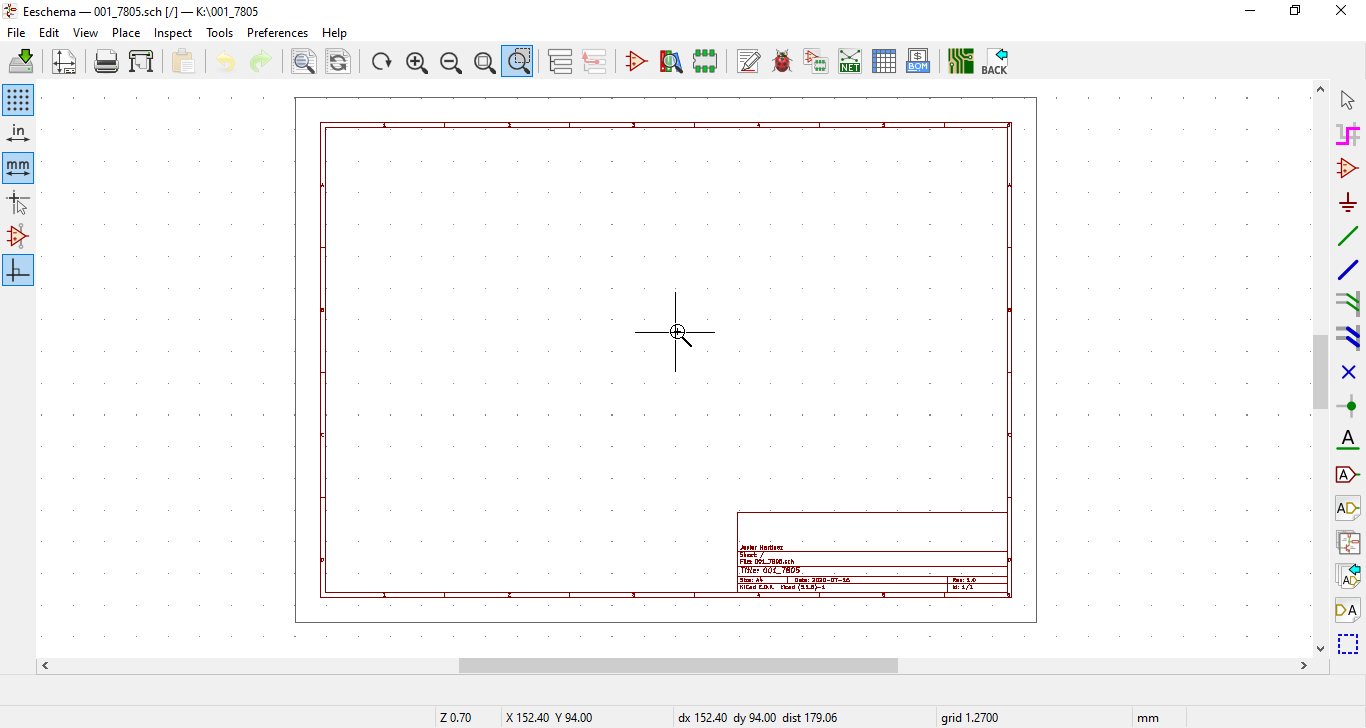 Eeschema — 001_7805.sch [/] — K:\001_7805
File Edit View Place Inspect Tools Preferences Help
NET $ BOM BACK
in
mm
1 2 3 4 5
A A
B B
C C
Javier Martinez
Sheet: /
File: 001_7805.sch
Title: 001_7805
D D
Size: A4 Date: 2020-07-16 Rev: 1.0
KiCad E.D.A. kicad (5.1.6)-1 Id: 1/1
1 2 3 4 5
A
A
AD
AD
DA
Z 0.70 X 152.40 Y 94.00 dx 152.40 dy 94.00 dist 179.06 grid 1.2700 mm